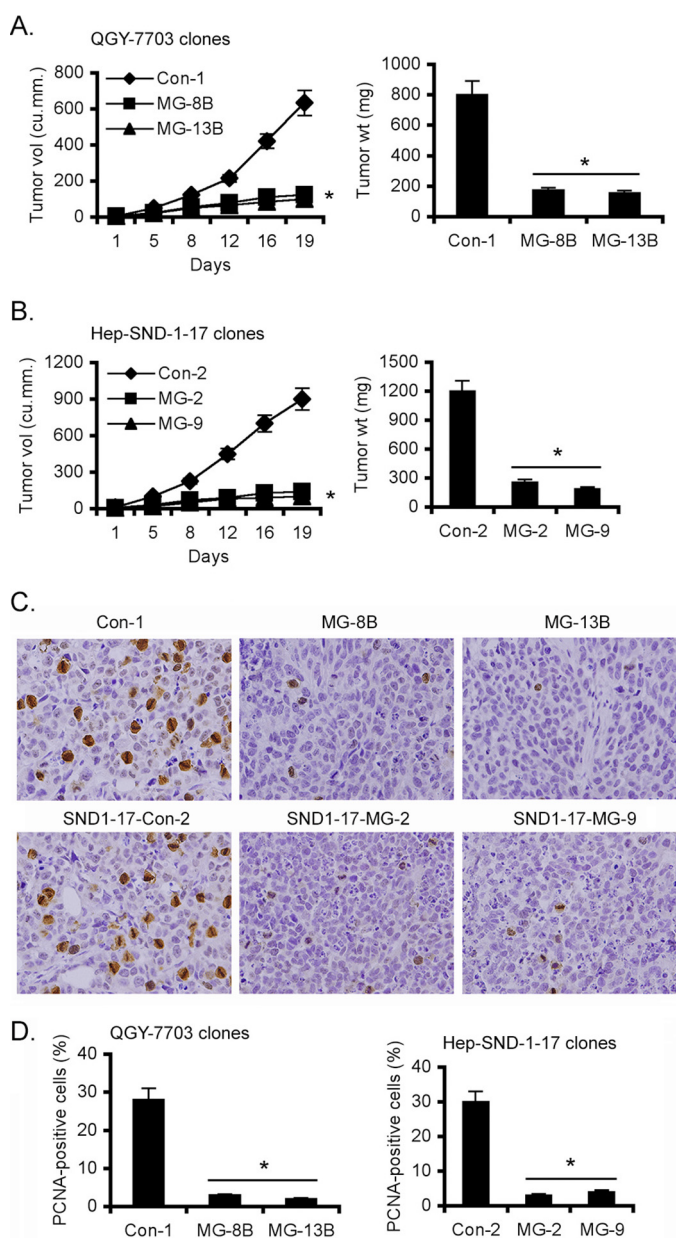 A.
QGY-7703 clones
Tumor vol (cu.mm.)
800
600
400
200
0
Con-1
MG-8B
MG-13B
*
1 5 8 12 16 19
Days
Tumor wt (mg)
1000
800
600
400
200
0
*
Con-1 MG-8B MG-13B
B.
Hep-SND-1-17 clones
Tumor vol (cu.mm.)
1200
900
600
300
0
Con-2
MG-2
MG-9
*
1 5 8 12 16 19
Days
Tumor wt (mg)
1500
1200
900
600
300
0
*
Con-2 MG-2 MG-9
C.
Con-1 MG-8B MG-13B
SND1-17-Con-2 SND1-17-MG-2 SND1-17-MG-9
D.
QGY-7703 clones
PCNA-positive cells (%)
40
30
20
10
0
*
Con-1 MG-8B MG-13B
Hep-SND-1-17 clones
PCNA-positive cells (%)
40
30
20
10
0
*
Con-2 MG-2 MG-9